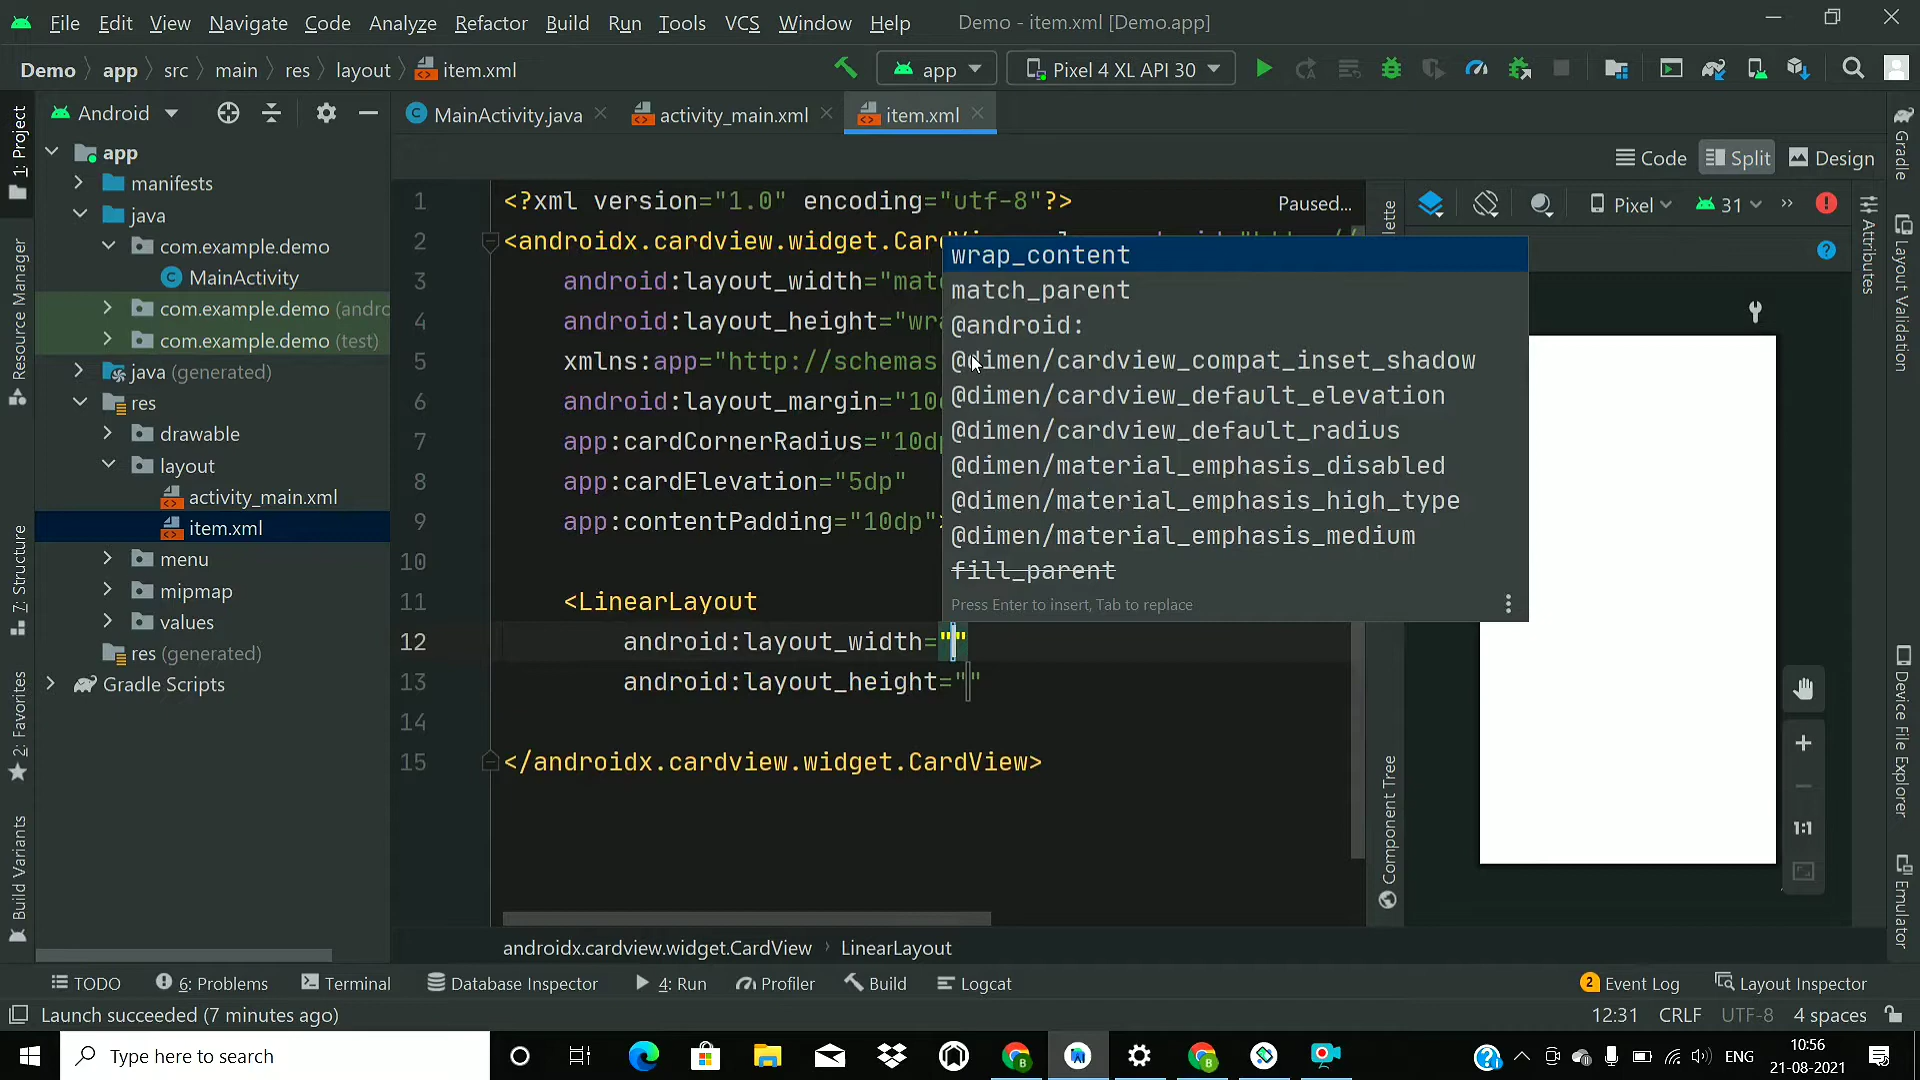 File Edit View Navigate Code Analyze Refactor Build Run Tools VCS Window Help Demo - item.xml [Demo.app]
Demo app src main res layout item.xml app Pixel 4 XL API 30
Android MainActivity.java activity_main.xml item.xml
Code Split Design
1: Project
Resource Manager
7: Structure
2: Favorites
Build Variants
app
manifests
java
com.example.demo
MainActivity
com.example.demo (andro
com.example.demo (test)
java (generated)
res
drawable
layout
activity_main.xml
item.xml
menu
mipmap
values
res (generated)
Gradle Scripts
1 <?xml version="1.0" encoding="utf-8"?> Paused...
2 <androidx.cardview.widget.Card
3 android:layout_width="matc
4 android:layout_height="wra
5 xmlns:app="http://schemas
6 android:layout_margin="10d
7 app:cardCornerRadius="10dp
8 app:cardElevation="5dp"
9 app:contentPadding="10dp"
10
11 <LinearLayout
12 android:layout_width=""
13 android:layout_height=""
14
15 </androidx.cardview.widget.CardView>
wrap_content
match_parent
@android:
@dimen/cardview_compat_inset_shadow
@dimen/cardview_default_elevation
@dimen/cardview_default_radius
@dimen/material_emphasis_disabled
@dimen/material_emphasis_high_type
@dimen/material_emphasis_medium
fill_parent
Press Enter to insert, Tab to replace
lette
Component Tree
Pixel 31
1:1
Attributes
Gradle
Layout Validation
Device File Explorer
Emulator
androidx.cardview.widget.CardView LinearLayout
TODO 6: Problems Terminal Database Inspector 4: Run Profiler Build Logcat 2 Event Log Layout Inspector
Launch succeeded (7 minutes ago) 12:31 CRLF UTF-8 4 spaces
Type here to search ENG 10:56
21-08-2021